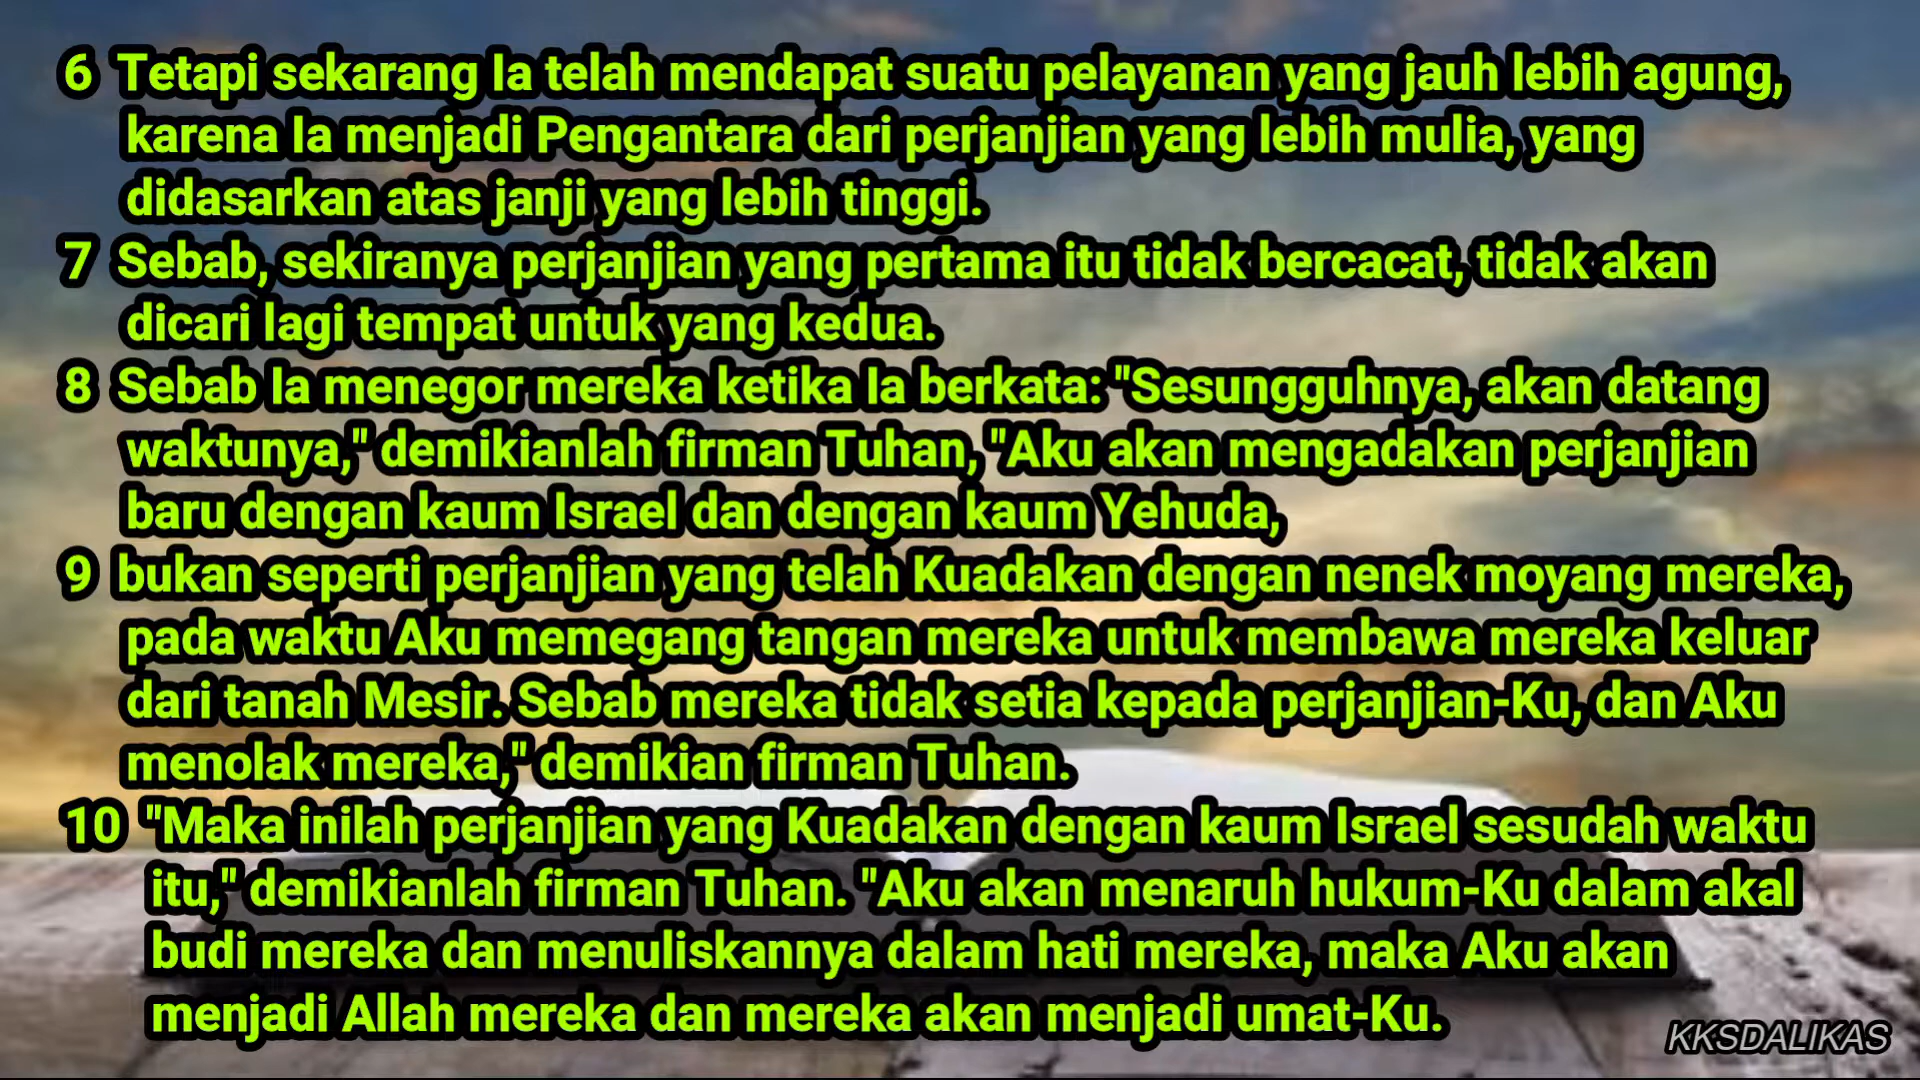 6 Tetapi sekarang Ia telah mendapat suatu pelayanan yang jauh lebih agung,
karena Ia menjadi Pengantara dari perjanjian yang lebih mulia, yang
didasarkan atas janji yang lebih tinggi.
7 Sebab, sekiranya perjanjian yang pertama itu tidak bercacat, tidak akan
dicari lagi tempat untuk yang kedua.
8 Sebab Ia menegor mereka ketika Ia berkata: "Sesungguhnya, akan datang
waktunya," demikianlah firman Tuhan, "Aku akan mengadakan perjanjian
baru dengan kaum Israel dan dengan kaum Yehuda,
9 bukan seperti perjanjian yang telah Kuadakan dengan nenek moyang mereka,
pada waktu Aku memegang tangan mereka untuk membawa mereka keluar
dari tanah Mesir. Sebab mereka tidak setia kepada perjanjian-Ku, dan Aku
menolak mereka," demikian firman Tuhan.
10 "Maka inilah perjanjian yang Kuadakan dengan kaum Israel sesudah waktu
itu," demikianlah firman Tuhan. "Aku akan menaruh hukum-Ku dalam akal
budi mereka dan menuliskannya dalam hati mereka, maka Aku akan
menjadi Allah mereka dan mereka akan menjadi umat-Ku.
KKSDALIKAS